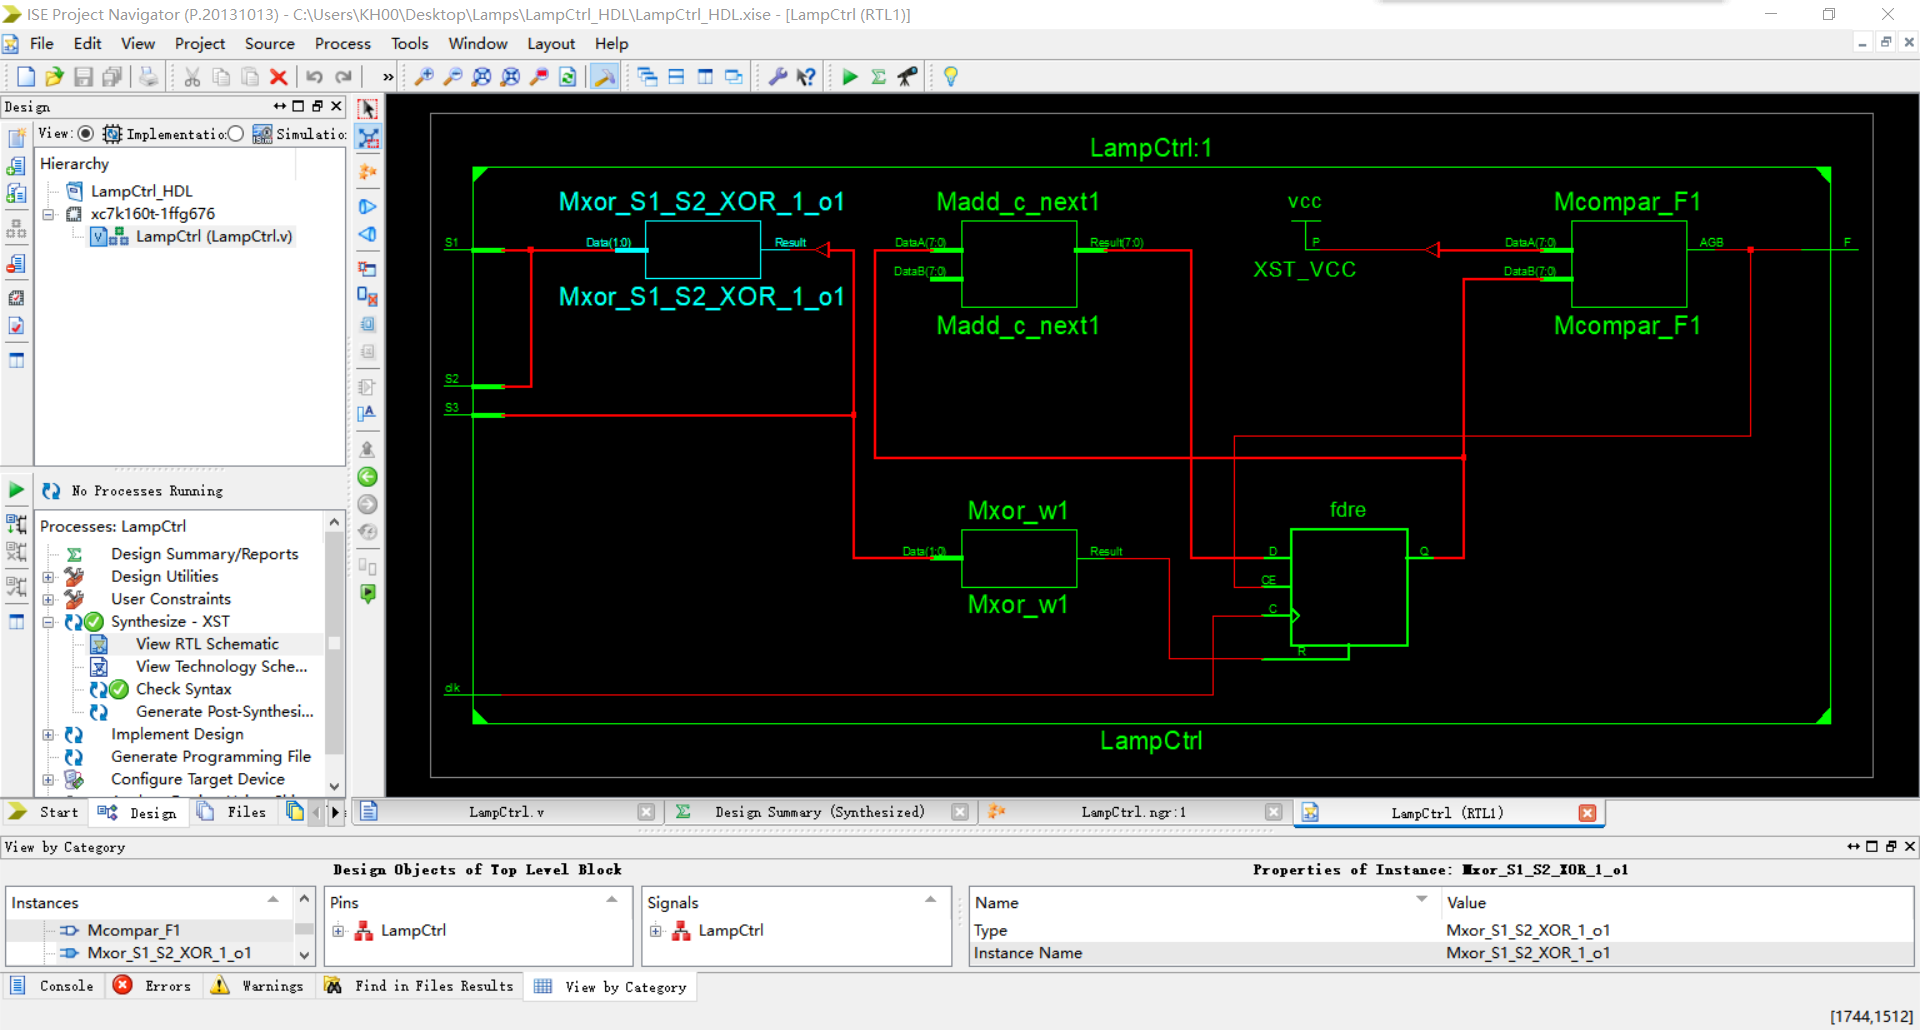 ISE Project Navigator (P.20131013) - C:\Users\KH00\Desktop\Lamps\LampCtrl_HDL\LampCtrl_HDL.xise - [LampCtrl (RTL1)]
File Edit View Project Source Process Tools Window Layout Help
Design
View: Implementatio Simulatio
Hierarchy
LampCtrl_HDL
xc7k160t-1ffg676
LampCtrl (LampCtrl.v)
No Processes Running
Processes: LampCtrl
Design Summary/Reports
Design Utilities
User Constraints
Synthesize - XST
View RTL Schematic
View Technology Sche...
Check Syntax
Generate Post-Synthesi...
Implement Design
Generate Programming File
Configure Target Device
Start Design Files
LampCtrl:1
Mxor_S1_S2_XOR_1_o1 Madd_c_next1 VCC Mcompar_F1
S1 Data(1:0) Result DataA(7:0) Result(7:0) P DataA(7:0) AGB F
DataB(7:0) XST_VCC DataB(7:0)
Mxor_S1_S2_XOR_1_o1 Madd_c_next1 Mcompar_F1
S2
S3
Mxor_w1 fdre
Data(1:0) Result D Q
CE
Mxor_w1 C
R
clk
LampCtrl
LampCtrl.v Design Summary (Synthesized) LampCtrl.ngr:1 LampCtrl (RTL1)
View by Category
Design Objects of Top Level Block Properties of Instance: Mxor_S1_S2_XOR_1_o1
Instances Pins Signals Name Value
Mcompar_F1 LampCtrl LampCtrl Type Mxor_S1_S2_XOR_1_o1
Mxor_S1_S2_XOR_1_o1 Instance Name Mxor_S1_S2_XOR_1_o1
Console Errors Warnings Find in Files Results View by Category
[1744,1512]